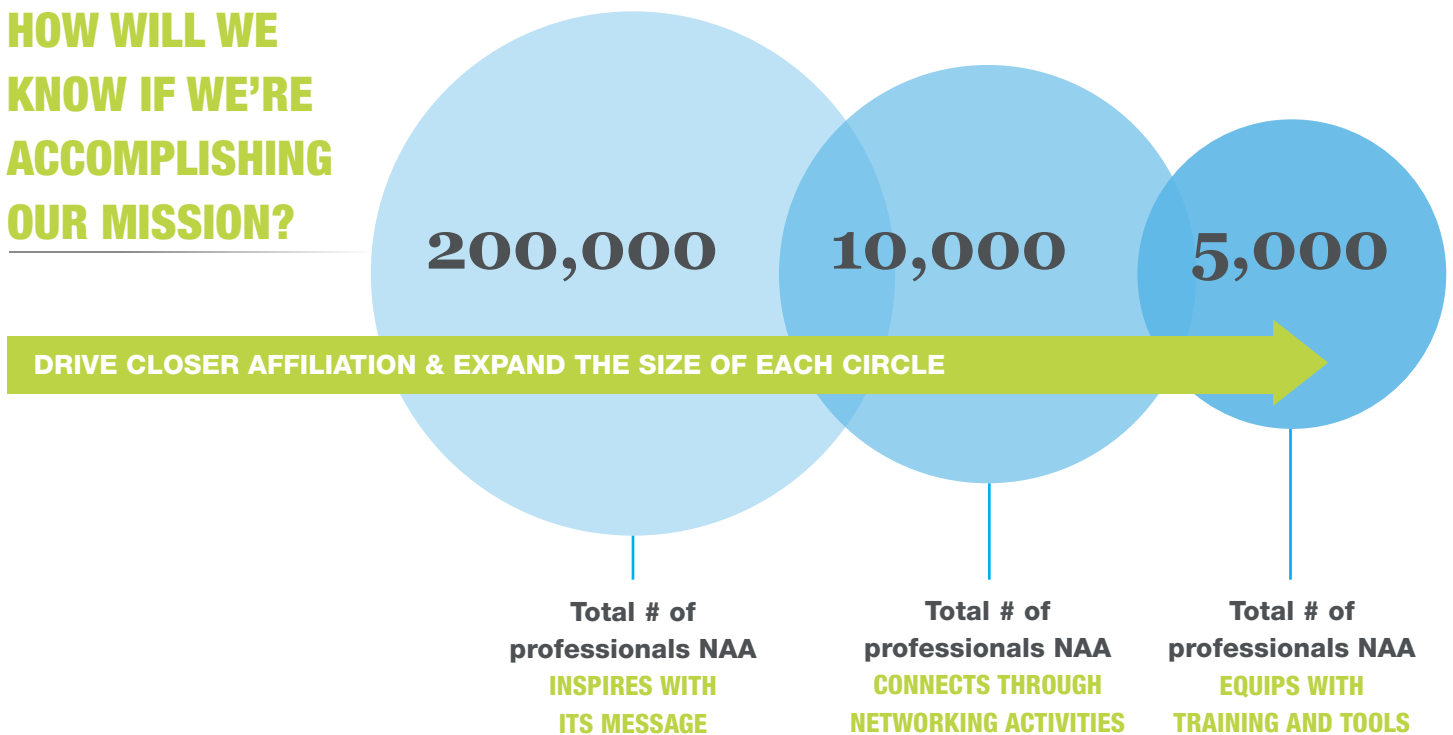 HOW WILL WE
KNOW IF WE’RE
ACCOMPLISHING
OUR MISSION?
200,000
10,000
5,000
DRIVE CLOSER AFFILIATION & EXPAND THE SIZE OF EACH CIRCLE
Total # of
professionals NAA
INSPIRES WITH
ITS MESSAGE
Total # of
professionals NAA
CONNECTS THROUGH
NETWORKING ACTIVITIES
Total # of
professionals NAA
EQUIPS WITH
TRAINING AND TOOLS